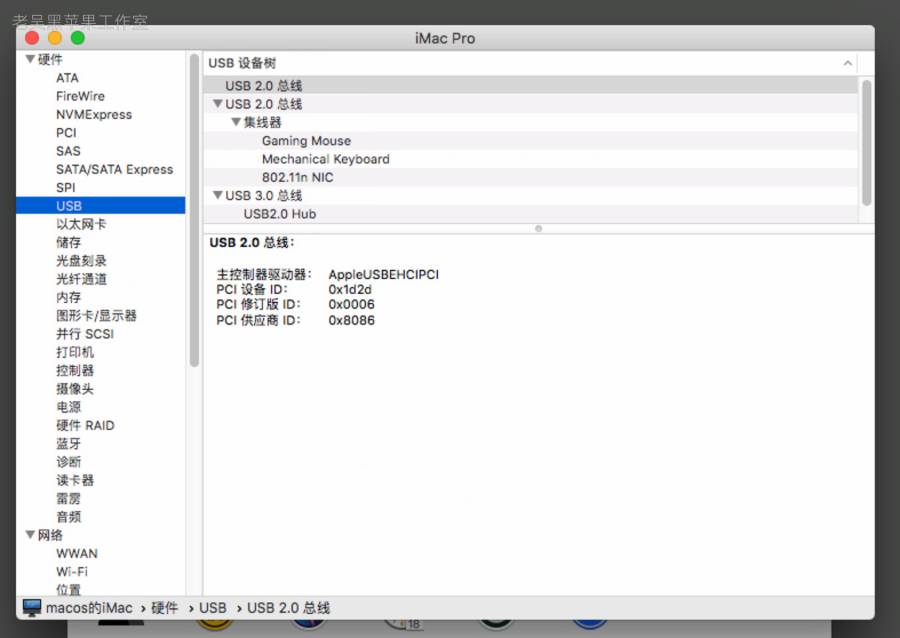 老吴黑苹果工作室
iMac Pro
硬件
ATA
FireWire
NVMExpress
PCI
SAS
SATA/SATA Express
SPI
USB
以太网卡
储存
光盘刻录
光纤通道
内存
图形卡/显示器
并行 SCSI
打印机
控制器
摄像头
电源
硬件 RAID
蓝牙
诊断
读卡器
雷雳
音频
网络
WWAN
Wi-Fi
位置
USB 设备树
USB 2.0 总线
USB 2.0 总线
集线器
Gaming Mouse
Mechanical Keyboard
802.11n NIC
USB 3.0 总线
USB2.0 Hub
USB 2.0 总线:
主控制器驱动器: AppleUSBEHCIPCI
PCI 设备 ID: 0x1d2d
PCI 修订版 ID: 0x0006
PCI 供应商 ID: 0x8086
macos的iMac › 硬件 › USB › USB 2.0 总线
18